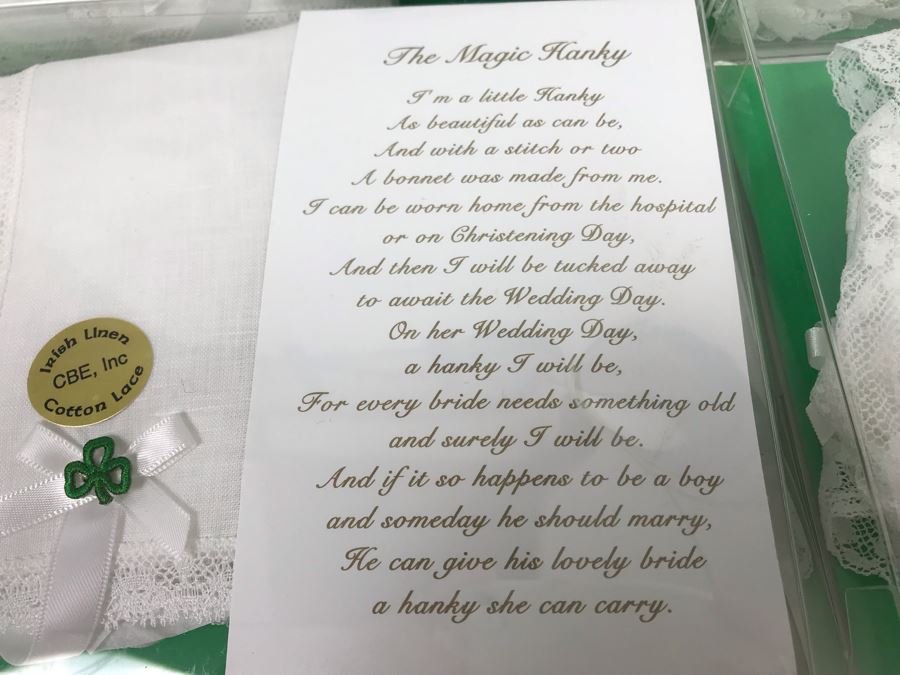 The Magic Hanky
I'm a little Hanky
As beautiful as can be,
And with a stitch or two
A bonnet was made from me.
I can be worn home from the hospital
or on Christening Day,
And then I will be tucked away
to await the Wedding Day.
On her Wedding Day,
a hanky I will be,
For every bride needs something old
and surely I will be.
And if it so happens to be a boy
and someday he should marry,
He can give his lovely bride
a hanky she can carry.
Irish Linen
CBE, Inc
Cotton Lace